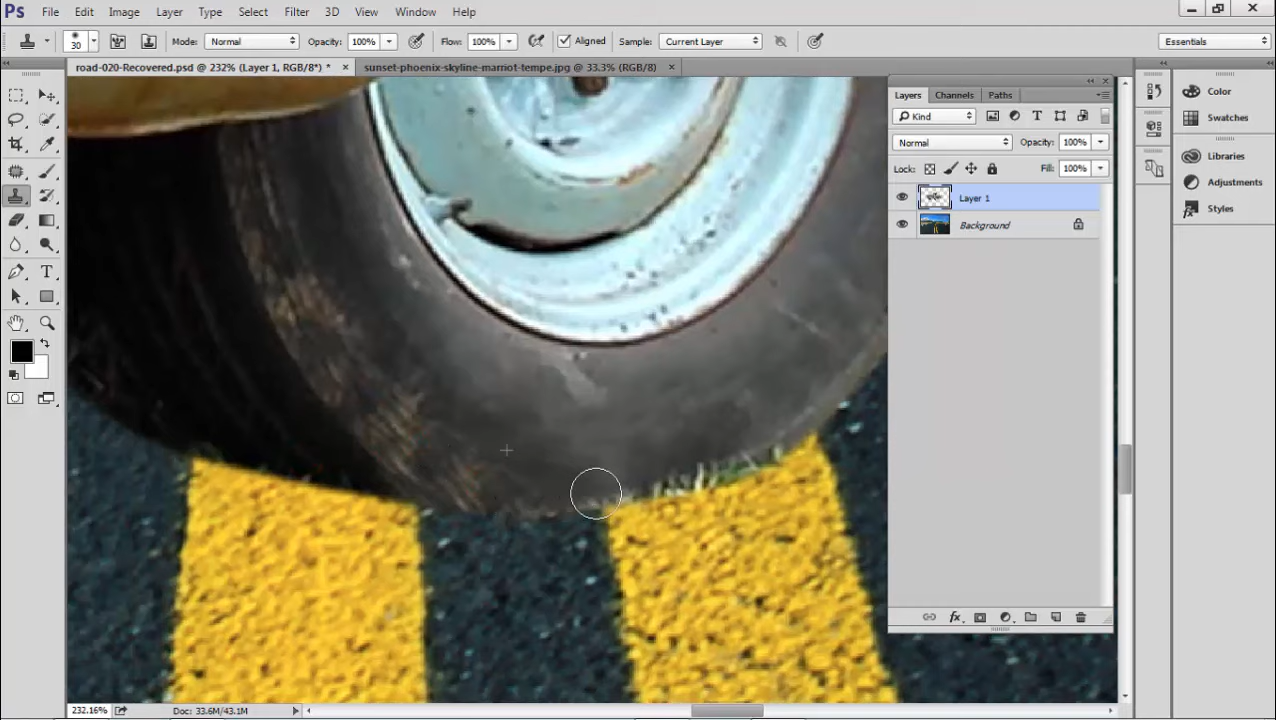 Ps File Edit Image Layer Type Select Filter 3D View Window Help
30 Mode: Normal Opacity: 100% Flow: 100% Aligned Sample: Current Layer Essentials
road-020-Recovered.psd @ 232% (Layer 1, RGB/8*) * × sunset-phoenix-skyline-marriot-tempe.jpg @ 33.3% (RGB/8) ×
Layers Channels Paths
Kind
Normal Opacity: 100%
Lock: Fill: 100%
Layer 1
Background
Color
Swatches
Libraries
Adjustments
Styles
T
fx
232.16% Doc: 33.6M/43.1M